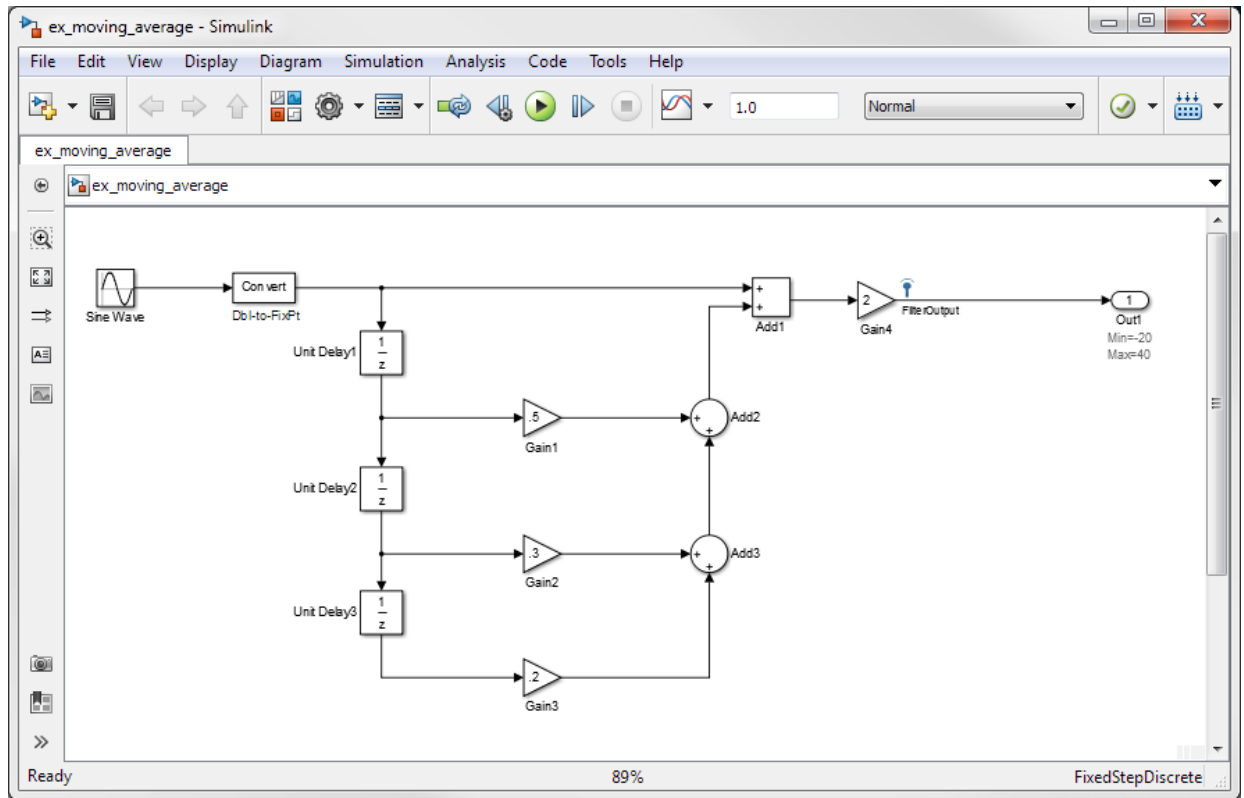 ex_moving_average - Simulink
File Edit View Display Diagram Simulation Analysis Code Tools Help
1.0
Normal
ex_moving_average
ex_moving_average
Sine Wave
Convert
Dbl-to-FixPt
+
+
Add1
2
Gain4
FilterOutput
1
Out1
Min=-20
Max=40
Unit Delay1
1
z
.5
Gain1
+
+
Add2
Unit Delay2
1
z
.3
Gain2
+
+
Add3
Unit Delay3
1
z
.2
Gain3
Ready
89%
FixedStepDiscrete